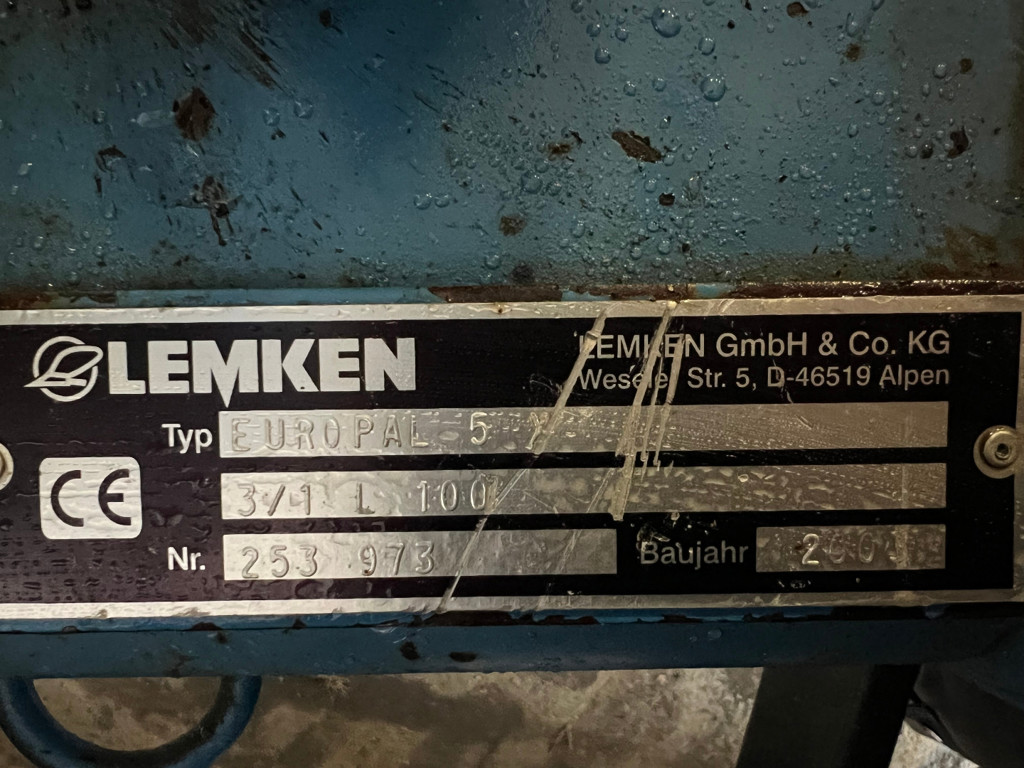 LEMKEN
LEMKEN GmbH & Co. KG
Weseler Str. 5, D-46519 Alpen
Typ EUROPAL 5
CE
3/1 L 100
Nr. 253 973
Baujahr